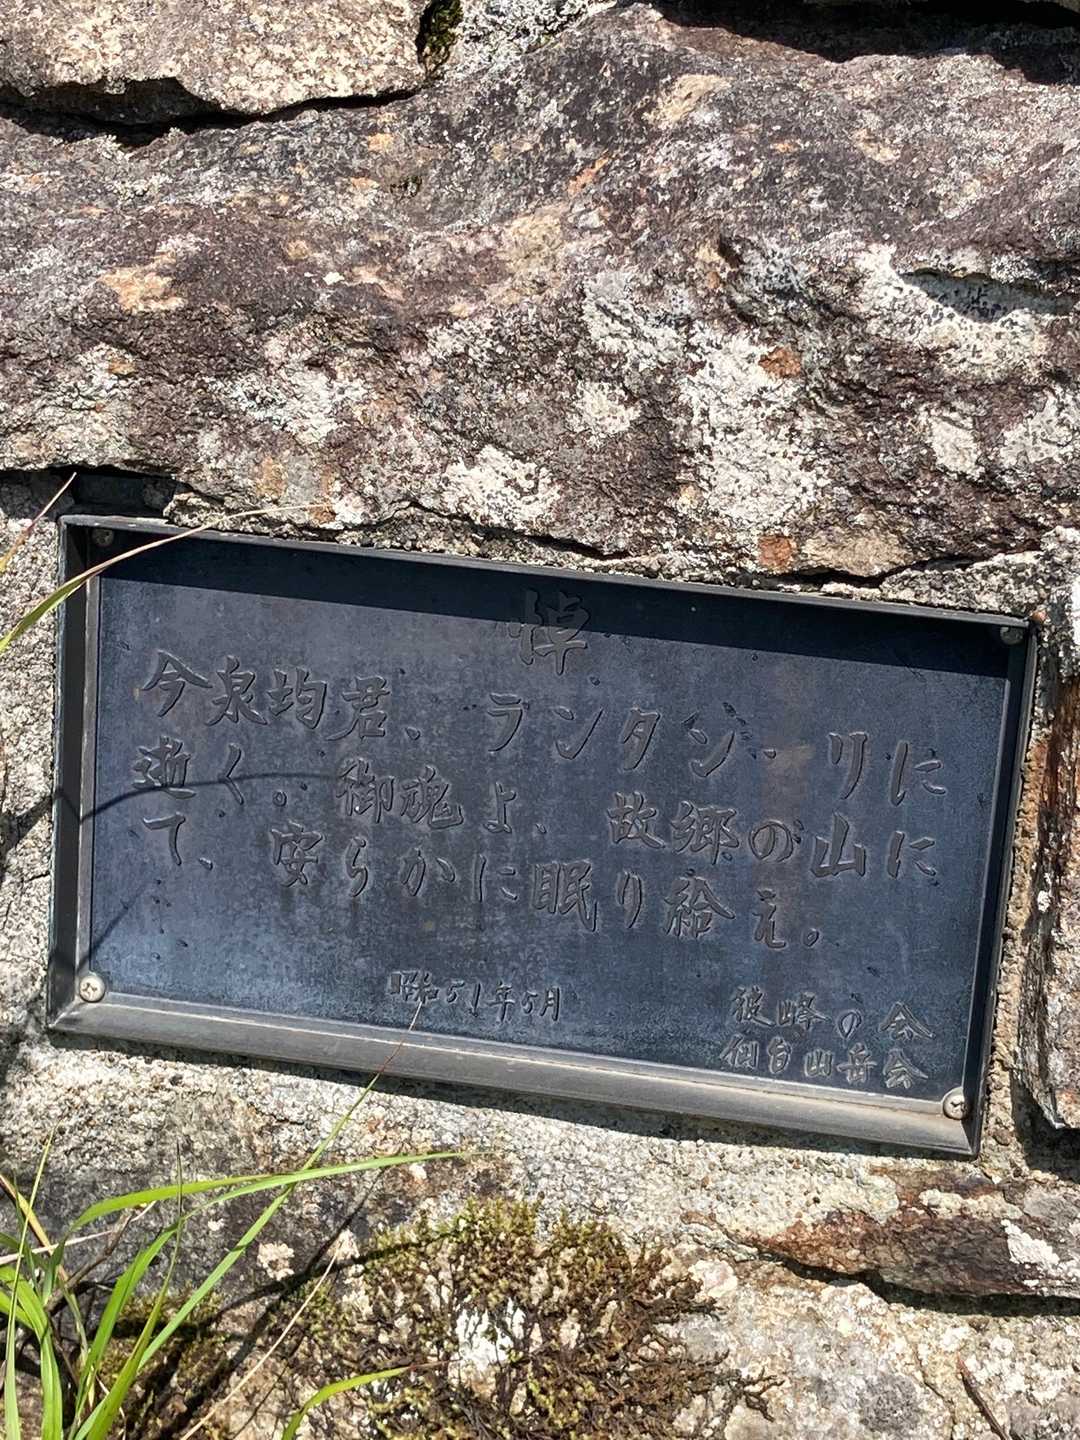 悼
今泉均君、ランタン・リに
逝く。御魂よ、故郷の山に
て、安らかに眠り給え。
昭和51年5月
彼峰の会
仙台山岳会